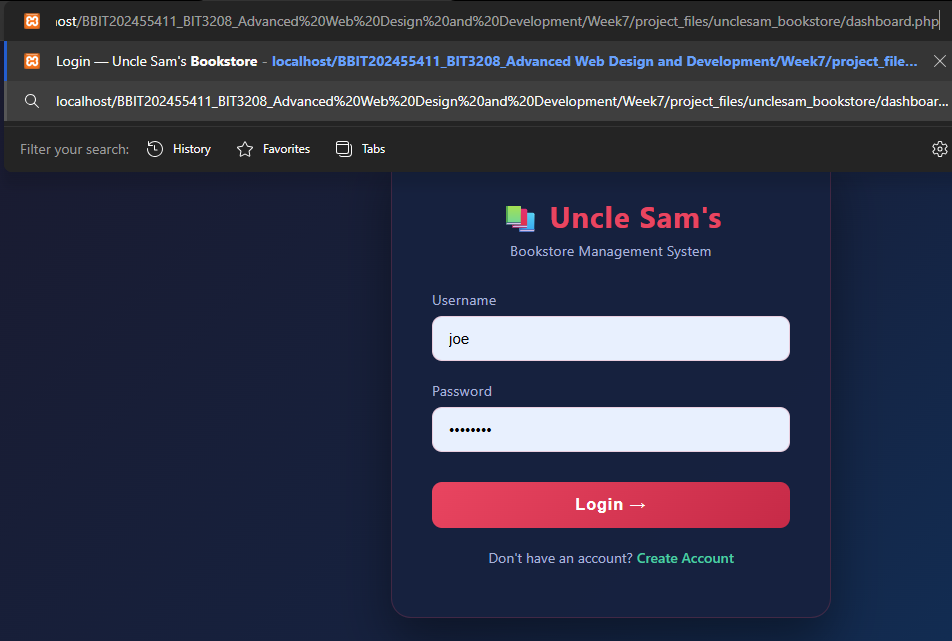 ost/BBIT202455411_BIT3208_Advanced%20Web%20Design%20and%20Development/Week7/project_files/unclesam_bookstore/dashboard.php
Login — Uncle Sam's Bookstore - localhost/BBIT202455411_BIT3208_Advanced Web Design and Development/Week7/project_file...
localhost/BBIT202455411_BIT3208_Advanced%20Web%20Design%20and%20Development/Week7/project_files/unclesam_bookstore/dashboar...
Filter your search: History Favorites Tabs
Uncle Sam's
Bookstore Management System
Username
joe
Password
••••••••
Login →
Don't have an account? Create Account